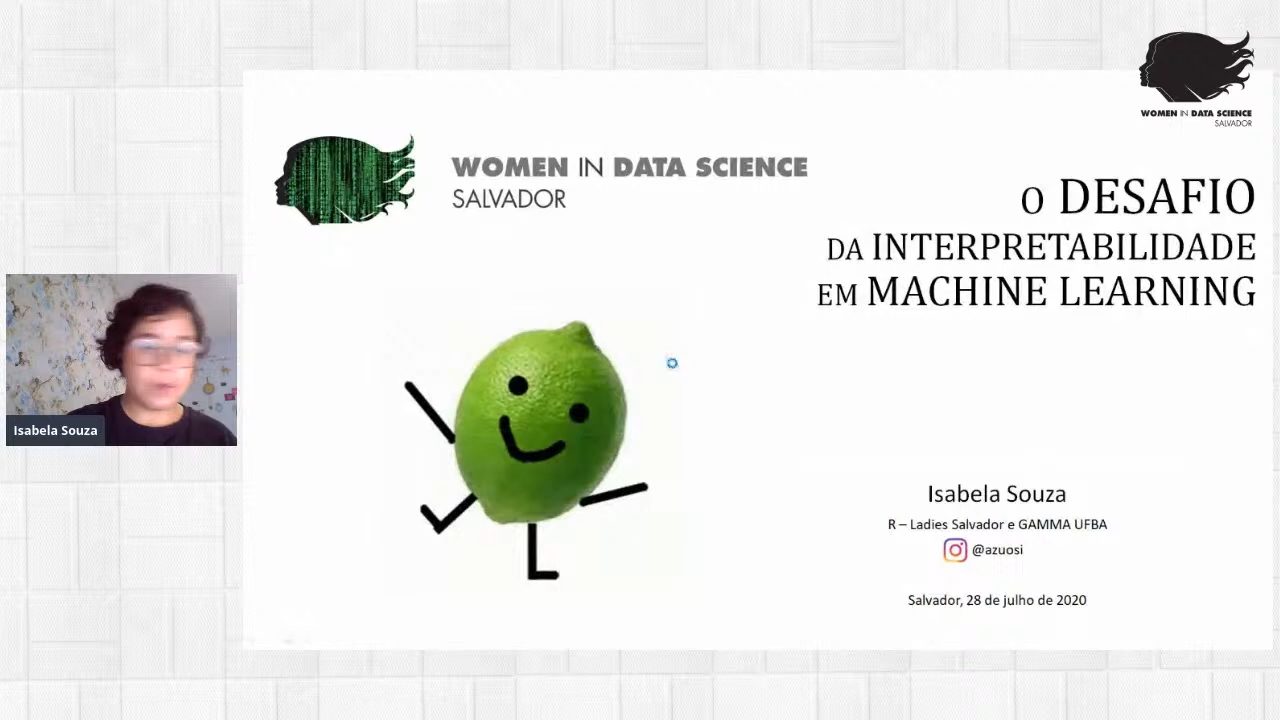 WOMEN IN DATA SCIENCE
SALVADOR
WOMEN IN DATA SCIENCE
SALVADOR
O DESAFIO
DA INTERPRETABILIDADE
EM MACHINE LEARNING
Isabela Souza
Isabela Souza
R – Ladies Salvador e GAMMA UFBA
@azuosi
Salvador, 28 de julho de 2020